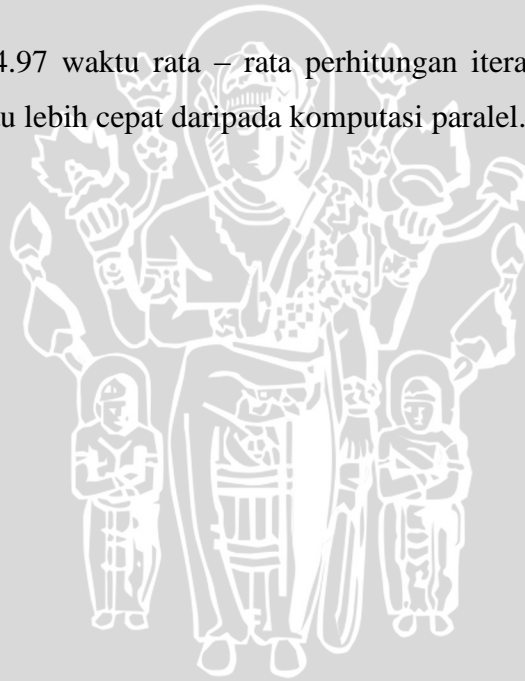 4.97 waktu rata – rata perhitungan itera
u lebih cepat daripada komputasi paralel.